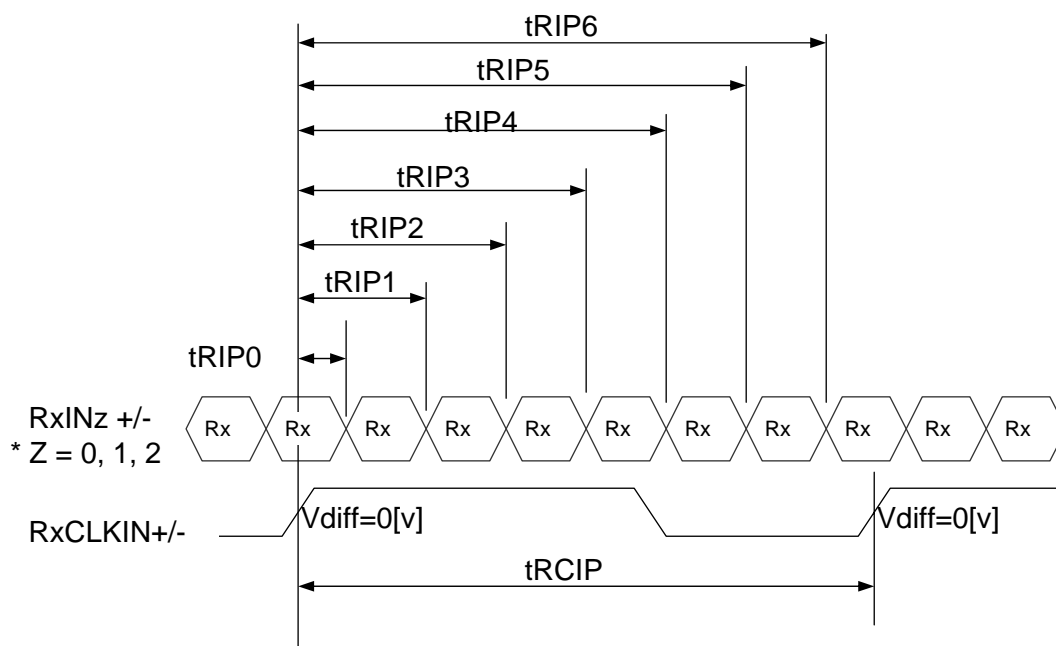 tRIP6
tRIP5
tRIP4
tRIP3
tRIP2
tRIP1
tRIP0
RxINz +/-
* Z = 0, 1, 2
Rx Rx Rx Rx Rx Rx Rx Rx Rx Rx Rx
RxCLKIN+/-
Vdiff=0[v] Vdiff=0[v]
tRCIP